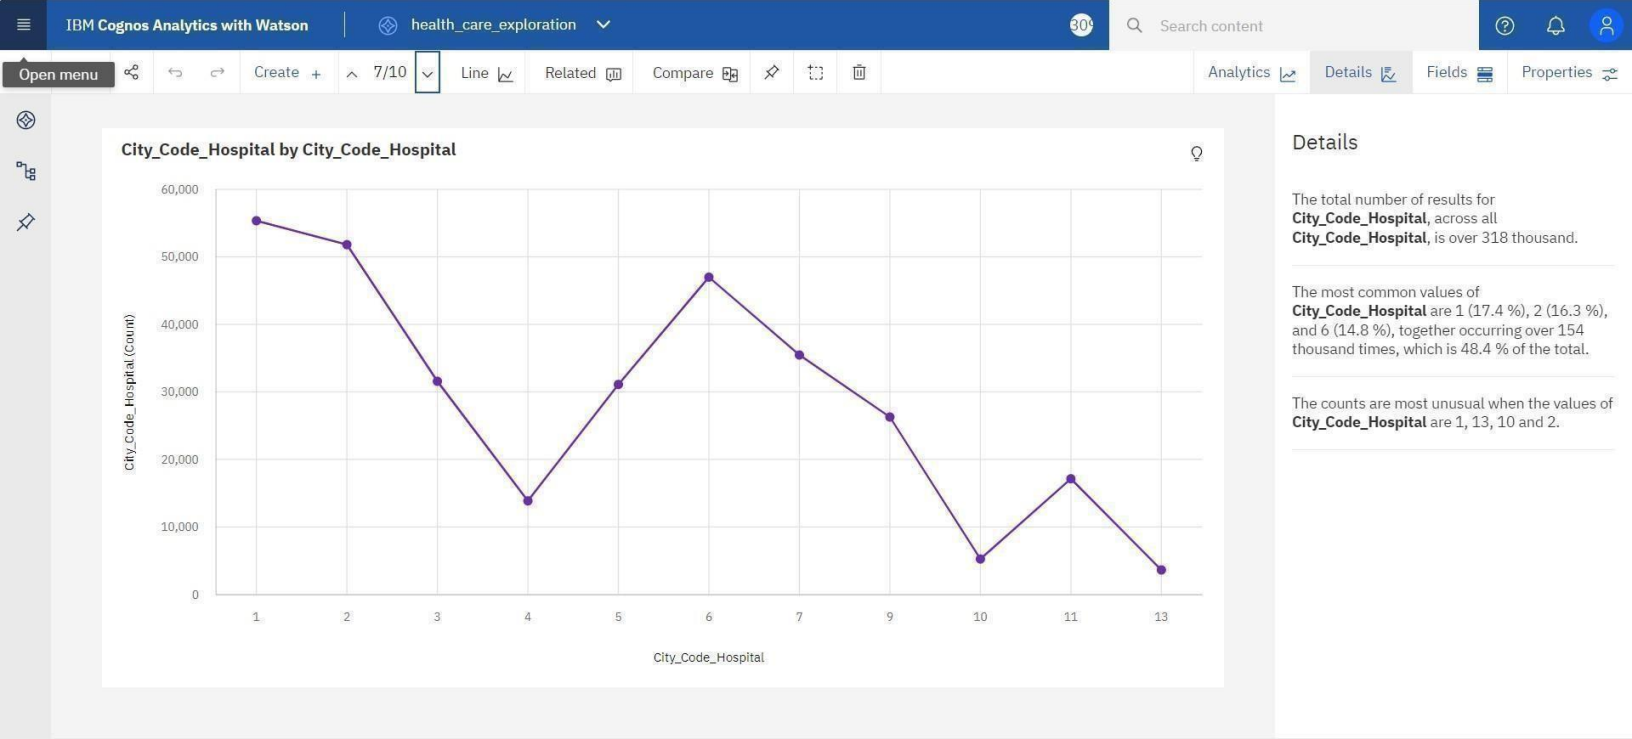 IBM Cognos Analytics with Watson
health_care_exploration
Search content
Open menu
Create
7/10
Line
Related
Compare
Analytics
Details
Fields
Properties
City_Code_Hospital by City_Code_Hospital
60,000
50,000
40,000
30,000
20,000
10,000
0
City_Code_Hospital (Count)
1 2 3 4 5 6 7 9 10 11 13
City_Code_Hospital
Details
The total number of results for
City_Code_Hospital, across all
City_Code_Hospital, is over 318 thousand.
The most common values of
City_Code_Hospital are 1 (17.4 %), 2 (16.3 %),
and 6 (14.8 %), together occurring over 154
thousand times, which is 48.4 % of the total.
The counts are most unusual when the values of
City_Code_Hospital are 1, 13, 10 and 2.